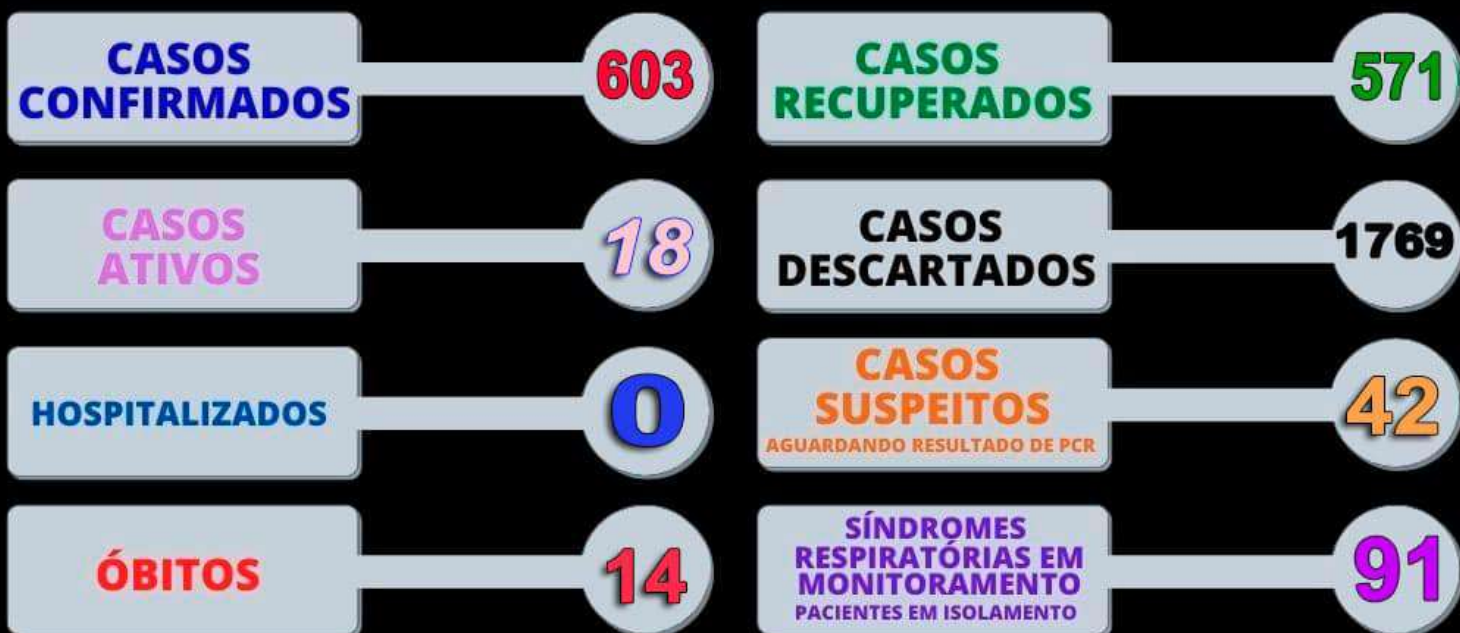 CASOS
CONFIRMADOS
603
CASOS
RECUPERADOS
571
CASOS
ATIVOS
18
CASOS
DESCARTADOS
1769
HOSPITALIZADOS
0
CASOS
SUSPEITOS
AGUARDANDO RESULTADO DE PCR
42
ÓBITOS
14
SÍNDROMES
RESPIRATÓRIAS EM
MONITORAMENTO
PACIENTES EM ISOLAMENTO
91